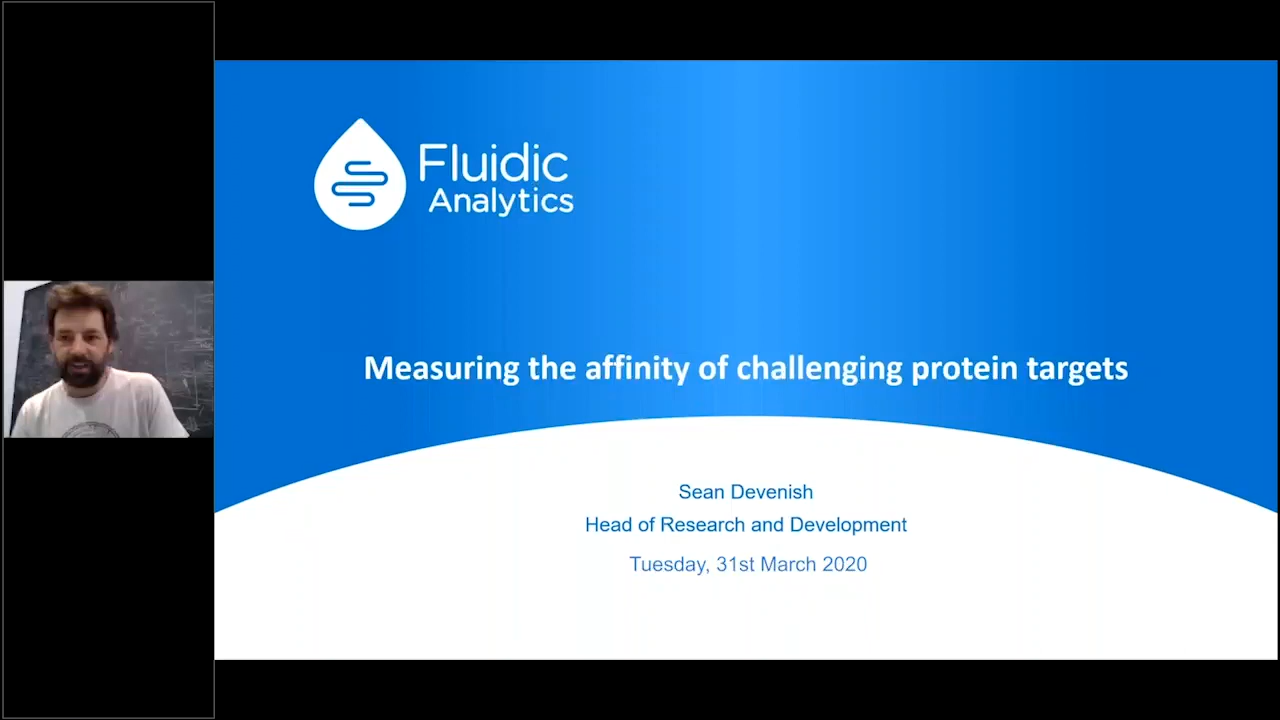 Fluidic
Analytics
Measuring the affinity of challenging protein targets
Sean Devenish
Head of Research and Development
Tuesday, 31st March 2020